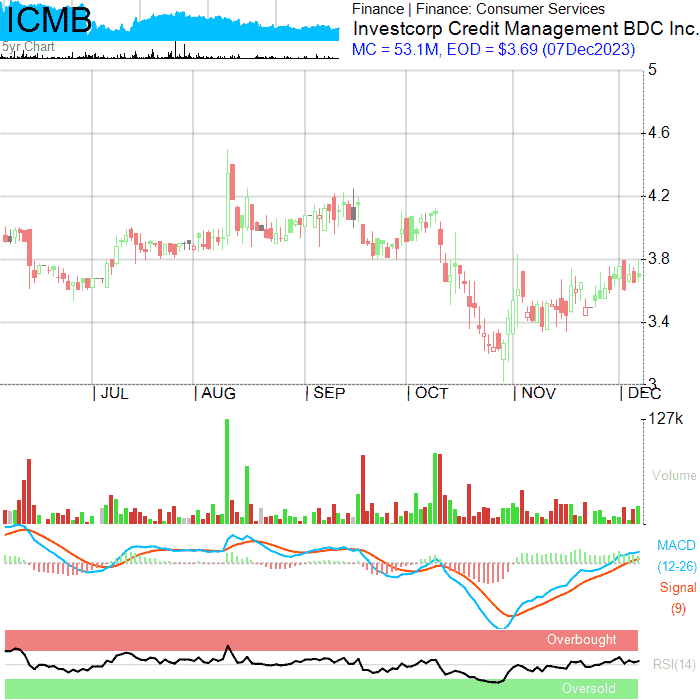 ICMB
5yr Chart
Finance | Finance: Consumer Services
Investcorp Credit Management BDC Inc.
MC = 53.1M, EOD = $3.69 (07Dec2023)
5
4.6
4.2
3.8
3.4
3
JUL AUG SEP OCT NOV DEC
127k
Volume
MACD
(12-26)
Signal
(9)
Overbought
RSI(14)
Oversold